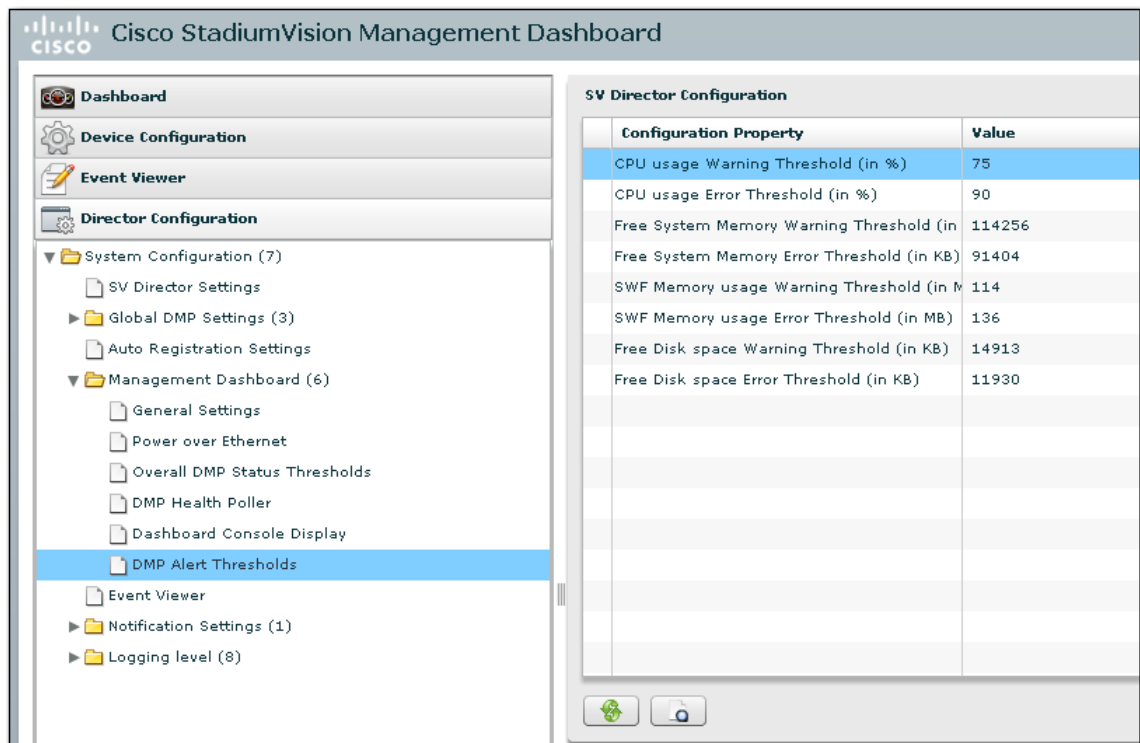 CISCO
Cisco StadiumVision Management Dashboard
Dashboard
Device Configuration
Event Viewer
Director Configuration
System Configuration (7)
SV Director Settings
Global DMP Settings (3)
Auto Registration Settings
Management Dashboard (6)
General Settings
Power over Ethernet
Overall DMP Status Thresholds
DMP Health Poller
Dashboard Console Display
DMP Alert Thresholds
Event Viewer
Notification Settings (1)
Logging level (8)
SV Director Configuration
Configuration Property Value
CPU usage Warning Threshold (in %) 75
CPU usage Error Threshold (in %) 90
Free System Memory Warning Threshold (in 114256
Free System Memory Error Threshold (in KB) 91404
SWF Memory usage Warning Threshold (in M 114
SWF Memory usage Error Threshold (in MB) 136
Free Disk space Warning Threshold (in KB) 14913
Free Disk space Error Threshold (in KB) 11930